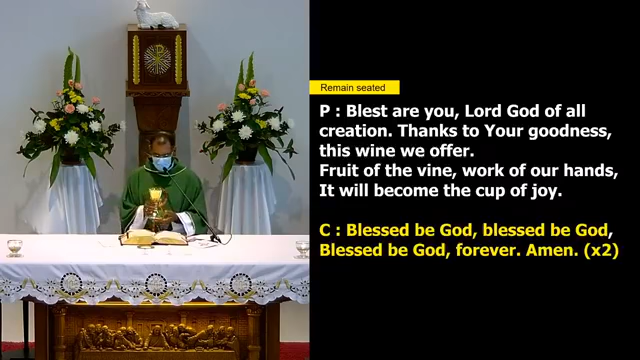 Remain seated
P : Blest are you, Lord God of all
creation. Thanks to Your goodness,
this wine we offer.
Fruit of the vine, work of our hands,
It will become the cup of joy.
C : Blessed be God, blessed be God,
Blessed be God, forever. Amen. (x2)